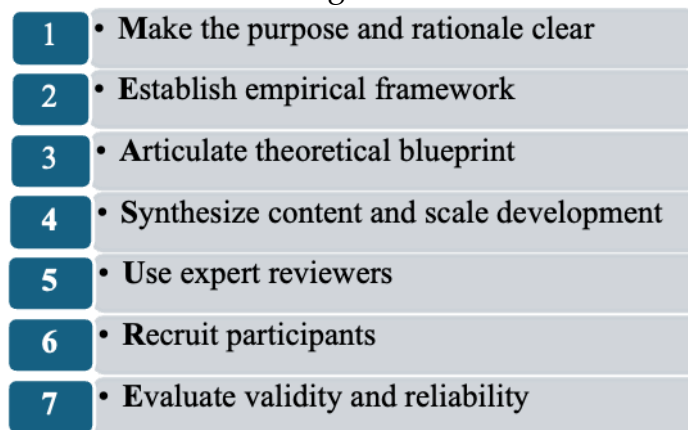 1 • Make the purpose and rationale clear
2 • Establish empirical framework
3 • Articulate theoretical blueprint
4 • Synthesize content and scale development
5 • Use expert reviewers
6 • Recruit participants
7 • Evaluate validity and reliability